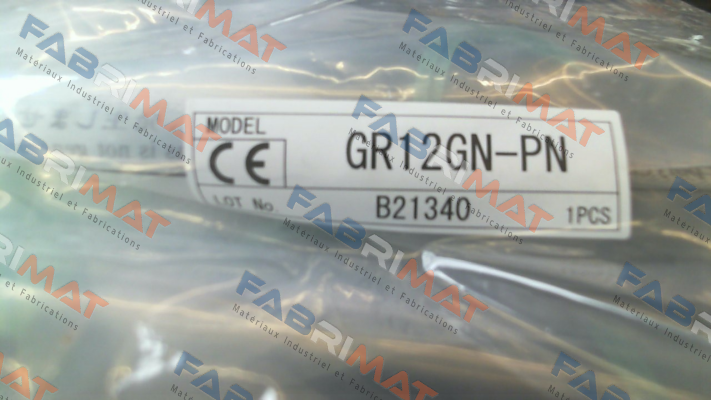 MODEL
GR12GN-PN
CE
LOT No
B21340
1PCS
FABRIMAT
Materiaux Industriel et Fabrications